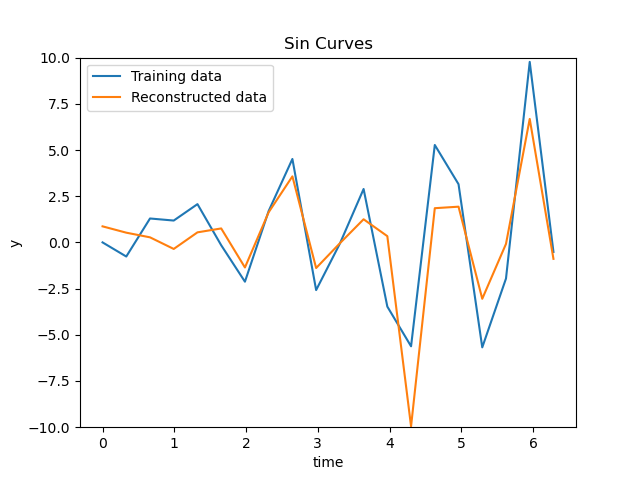 Sin Curves
Training data
Reconstructed data
10.0
7.5
5.0
2.5
0.0
−2.5
−5.0
−7.5
−10.0
y
0 1 2 3 4 5 6
time